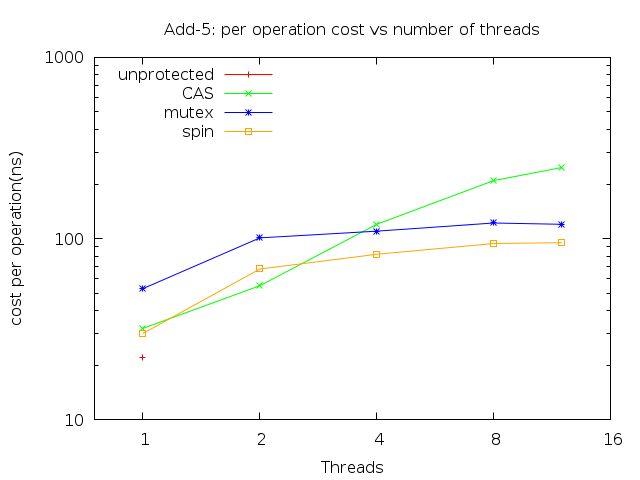 Add-5: per operation cost vs number of threads
1000
unprotected
CAS
mutex
spin
cost per operation(ns)
100
10
1 2 4 8 16
Threads